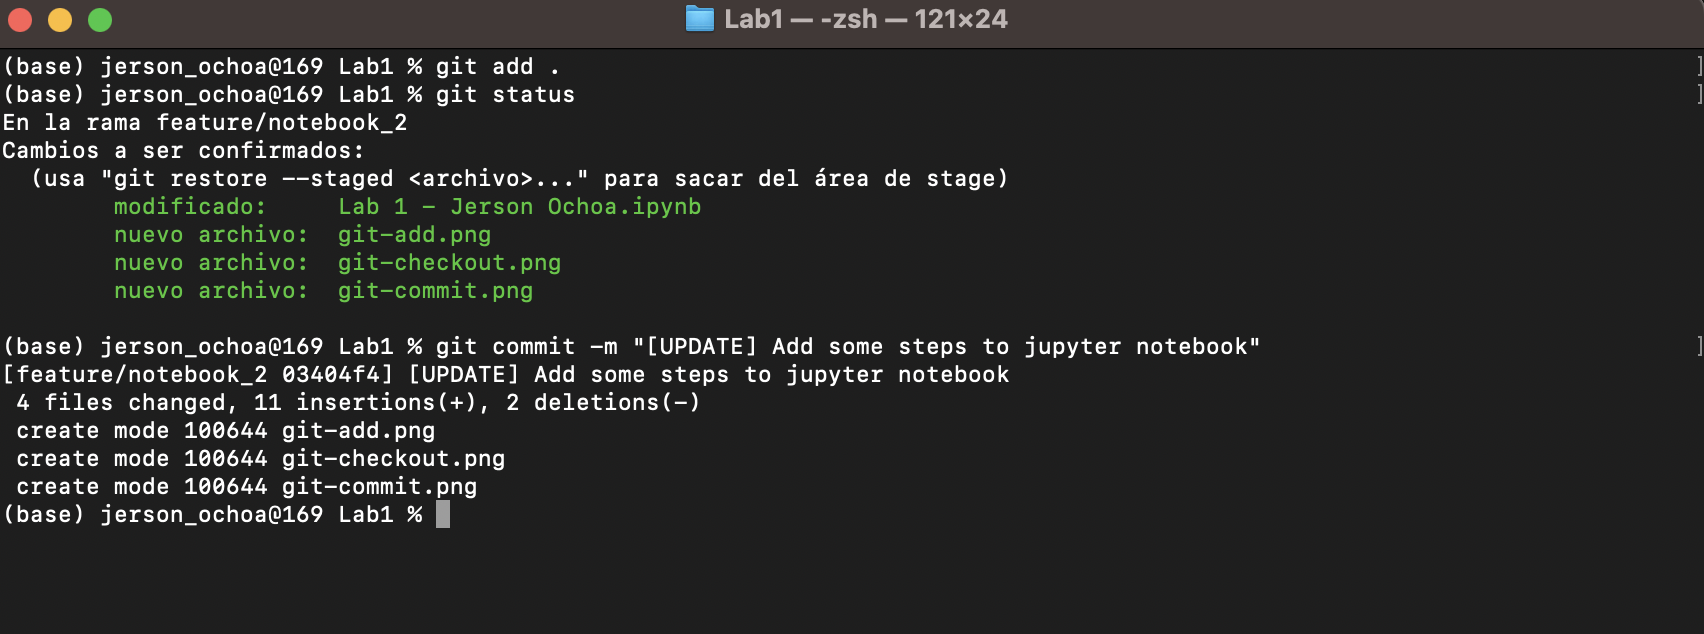 Lab1 — -zsh — 121×24
(base) jerson_ochoa@169 Lab1 % git add .
(base) jerson_ochoa@169 Lab1 % git status
En la rama feature/notebook_2
Cambios a ser confirmados:
  (usa "git restore --staged <archivo>..." para sacar del área de stage)
        modificado:     Lab 1 - Jerson Ochoa.ipynb
        nuevo archivo:  git-add.png
        nuevo archivo:  git-checkout.png
        nuevo archivo:  git-commit.png
(base) jerson_ochoa@169 Lab1 % git commit -m "[UPDATE] Add some steps to jupyter notebook"
[feature/notebook_2 03404f4] [UPDATE] Add some steps to jupyter notebook
 4 files changed, 11 insertions(+), 2 deletions(-)
 create mode 100644 git-add.png
 create mode 100644 git-checkout.png
 create mode 100644 git-commit.png
(base) jerson_ochoa@169 Lab1 %